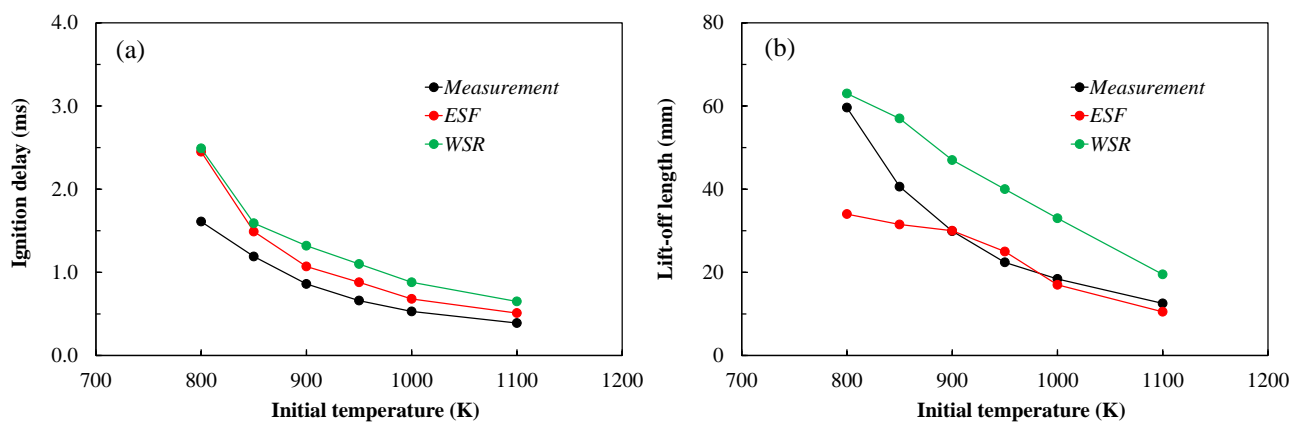 (a)
Ignition delay (ms)
4.0
3.0
2.0
1.0
0.0
Measurement
ESF
WSR
700 800 900 1000 1100 1200
Initial temperature (K)
(b)
Lift-off length (mm)
80
60
40
20
0
Measurement
ESF
WSR
700 800 900 1000 1100 1200
Initial temperature (K)